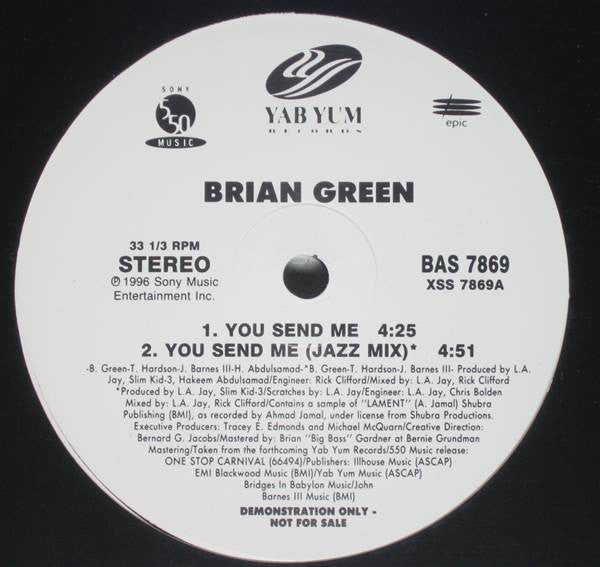 SONY
550
MUSIC
YAB YUM
RECORDS
epic
BRIAN GREEN
33 1/3 RPM
STEREO
℗ 1996 Sony Music
Entertainment Inc.
BAS 7869
XSS 7869A
1. YOU SEND ME 4:25
2. YOU SEND ME (JAZZ MIX)* 4:51
-B. Green-T. Hardson-J. Barnes III-H. Abdulsamad-*B. Green-T. Hardson-J. Barnes III- Produced by L.A.
Jay, Slim Kid-3, Hakeem Abdulsamad/Engineer: Rick Clifford/Mixed by: L.A. Jay, Rick Clifford
*Produced by L.A. Jay, Slim Kid-3/Scratches by: L.A. Jay/Engineer: L.A. Jay, Chris Bolden
Mixed by: L.A. Jay, Rick Clifford/Contains a sample of "LAMENT" (A. Jamal) Shubra
Publishing (BMI), as recorded by Ahmad Jamal, under license from Shubra Productions.
Executive Producers: Tracey E. Edmonds and Michael McQuarn/Creative Direction:
Bernard G. Jacobs/Mastered by: Brian "Big Bass" Gardner at Bernie Grundman
Mastering/Taken from the forthcoming Yab Yum Records/550 Music release:
ONE STOP CARNIVAL (66494)/Publishers: Illhouse Music (ASCAP)
EMI Blackwood Music (BMI)/Yab Yum Music (ASCAP)
Bridges In Babylon Music/John
Barnes III Music (BMI)
DEMONSTRATION ONLY -
NOT FOR SALE